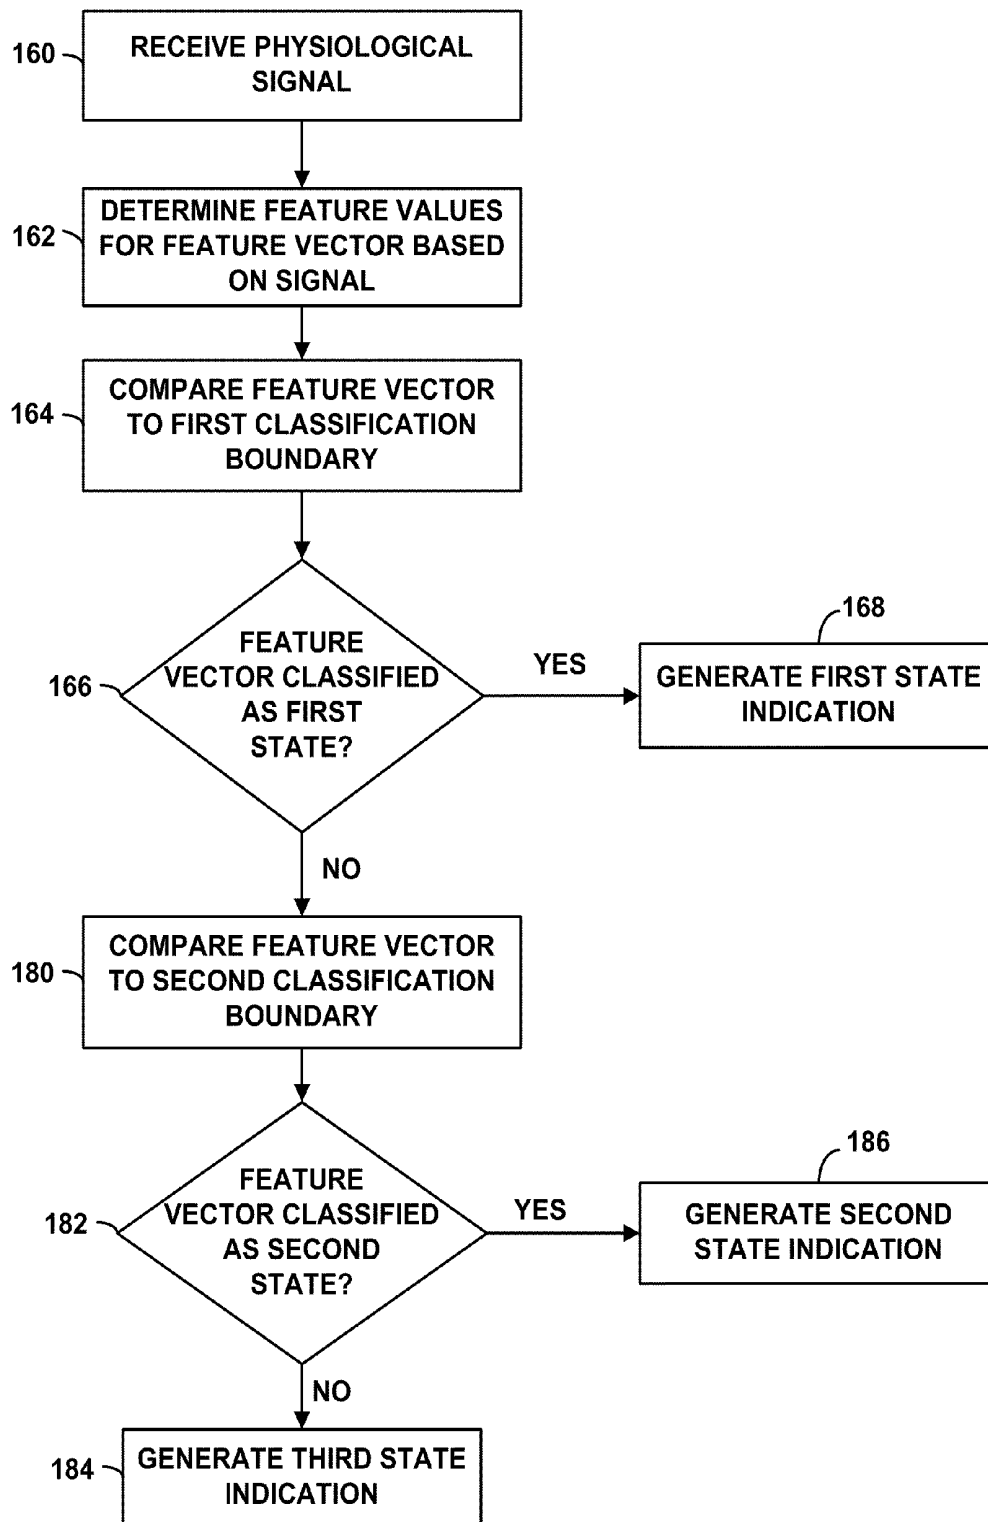 160
RECEIVE PHYSIOLOGICAL
SIGNAL
162
DETERMINE FEATURE VALUES
FOR FEATURE VECTOR BASED
ON SIGNAL
164
COMPARE FEATURE VECTOR
TO FIRST CLASSIFICATION
BOUNDARY
166
FEATURE
VECTOR CLASSIFIED
AS FIRST
STATE?
YES
168
GENERATE FIRST STATE
INDICATION
NO
180
COMPARE FEATURE VECTOR
TO SECOND CLASSIFICATION
BOUNDARY
182
FEATURE
VECTOR CLASSIFIED
AS SECOND
STATE?
YES
186
GENERATE SECOND
STATE INDICATION
NO
184
GENERATE THIRD STATE
INDICATION